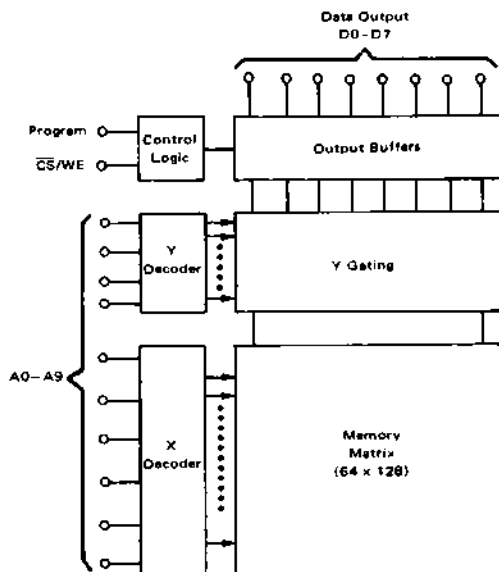 Data Output
D0-D7
Program
C̅S̅/WE
Control
Logic
Output Buffers
Y
Decoder
Y Gating
A0-A9
X
Decoder
Memory
Matrix
(64 x 128)